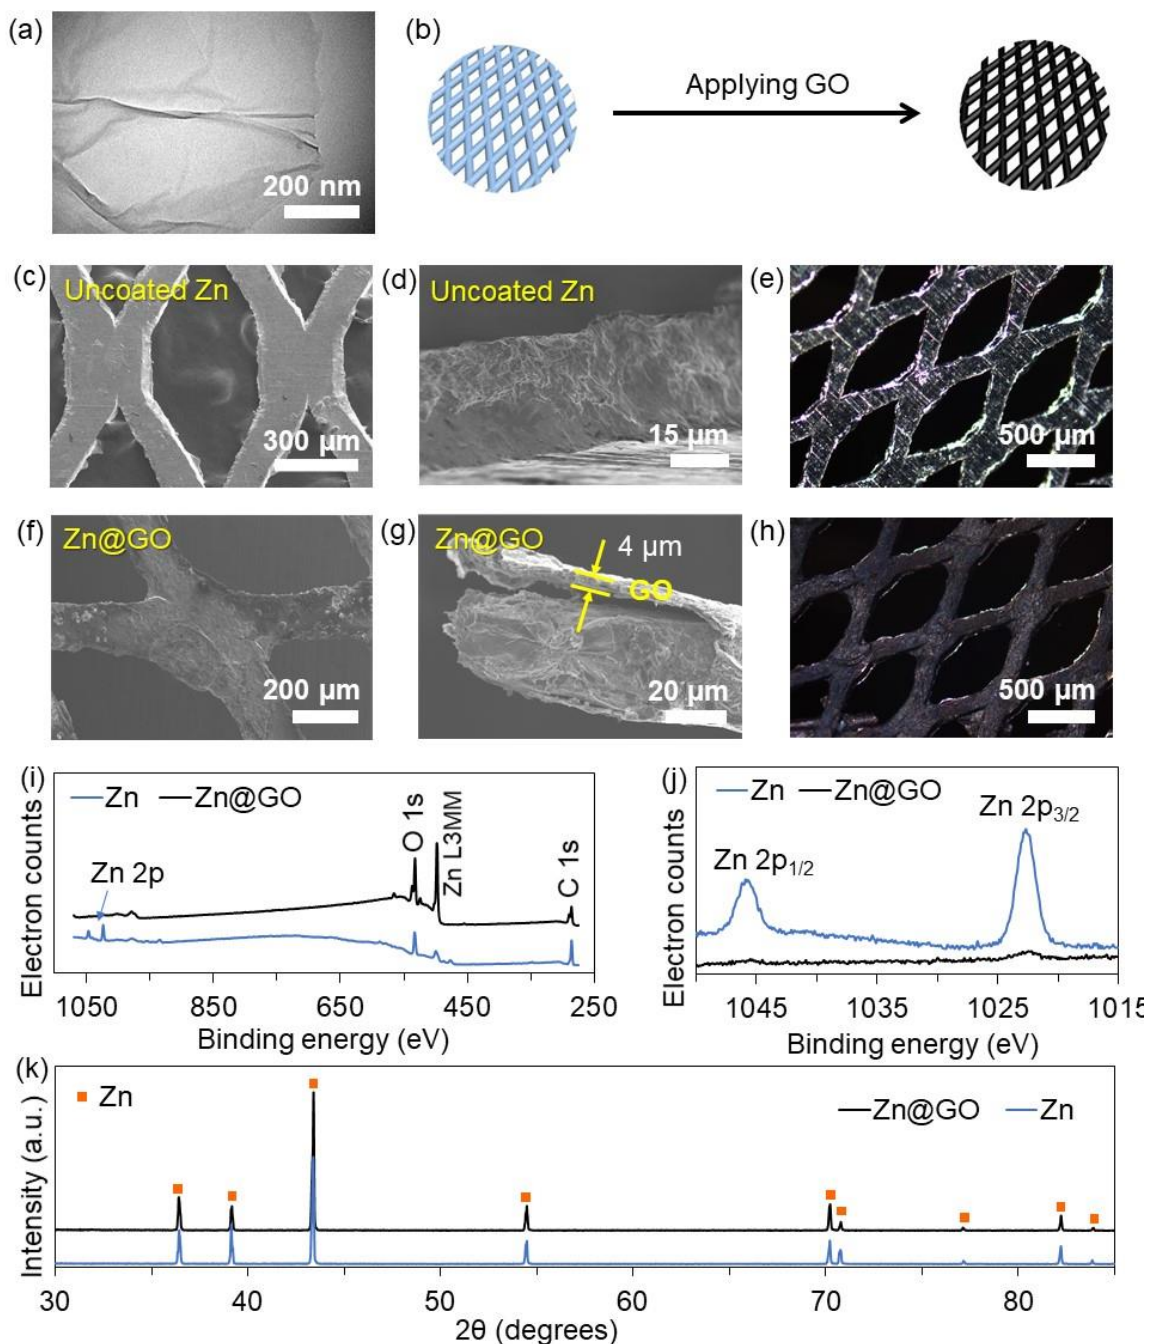 (a)
200 nm
(b)
Applying GO
(c)
Uncoated Zn
300 µm
(d)
Uncoated Zn
15 µm
(e)
500 µm
(f)
Zn@GO
200 µm
(g)
Zn@GO
4 µm
GO
20 µm
(h)
500 µm
(i)
Zn
Zn@GO
Zn 2p
O 1s
Zn L3MM
C 1s
Electron counts
1050 850 650 450 250
Binding energy (eV)
(j)
Zn
Zn@GO
Zn 2p1/2
Zn 2p3/2
Electron counts
1045 1035 1025 1015
Binding energy (eV)
(k)
Zn
Zn@GO
Zn
Intensity (a.u.)
30 40 50 60 70 80
2θ (degrees)